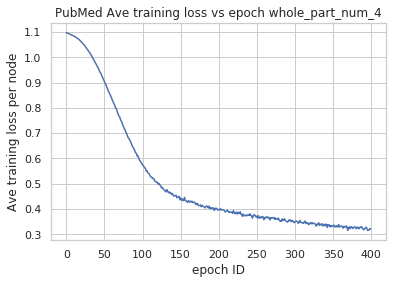 PubMed Ave training loss vs epoch whole_part_num_4
Ave training loss per node
1.1
1.0
0.9
0.8
0.7
0.6
0.5
0.4
0.3
0 50 100 150 200 250 300 350 400
epoch ID